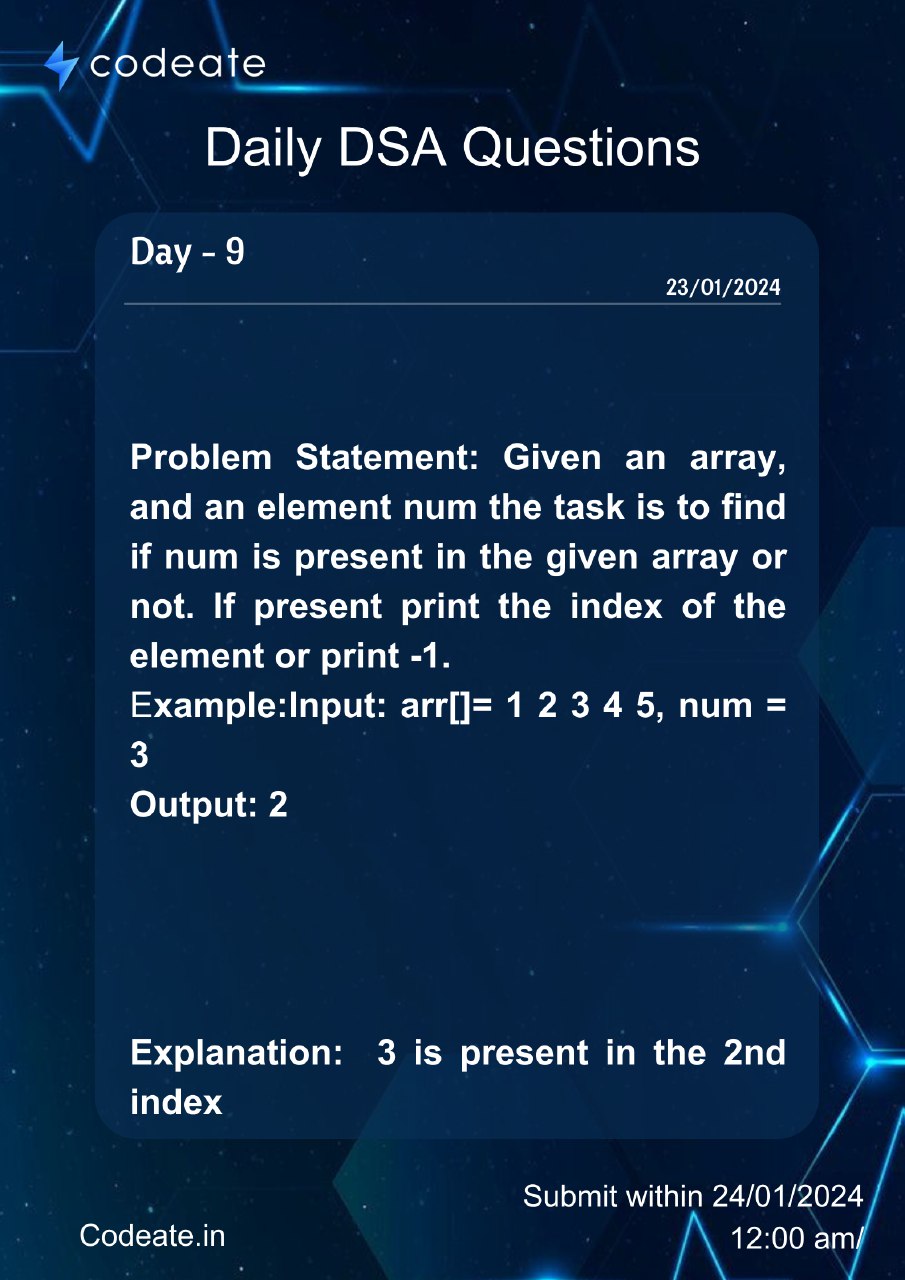 codeate
Daily DSA Questions
Day - 9
23/01/2024
Problem Statement: Given an array,
and an element num the task is to find
if num is present in the given array or
not. If present print the index of the
element or print -1.
Example:Input: arr[]= 1 2 3 4 5, num =
3
Output: 2
Explanation: 3 is present in the 2nd
index
Submit within 24/01/2024
12:00 am/
Codeate.in